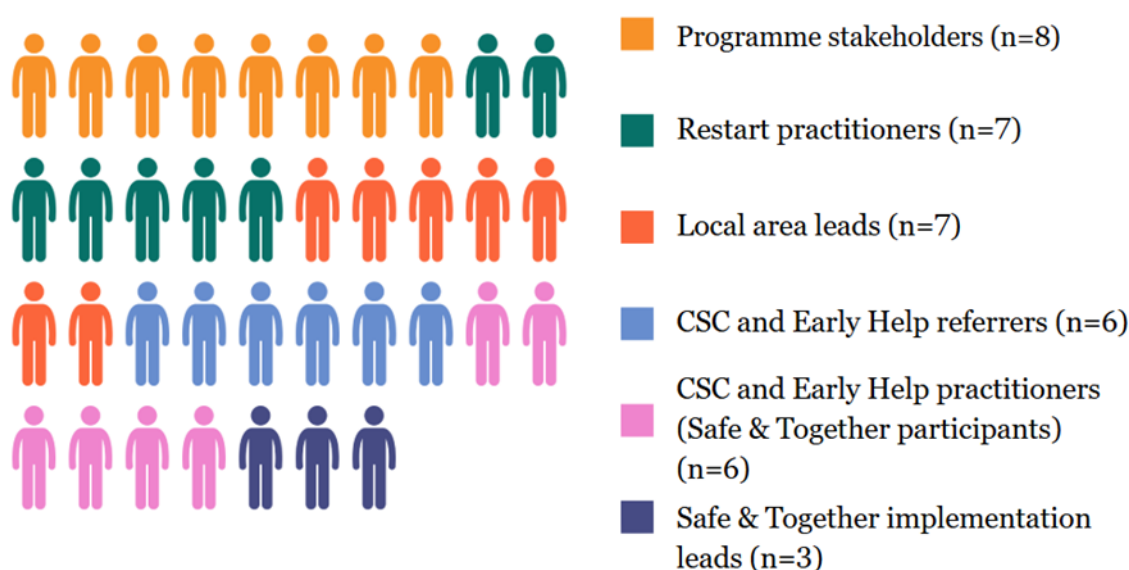 Programme stakeholders (n=8)
Restart practitioners (n=7)
Local area leads (n=7)
CSC and Early Help referrers (n=6)
CSC and Early Help practitioners
(Safe & Together participants)
(n=6)
Safe & Together implementation
leads (n=3)